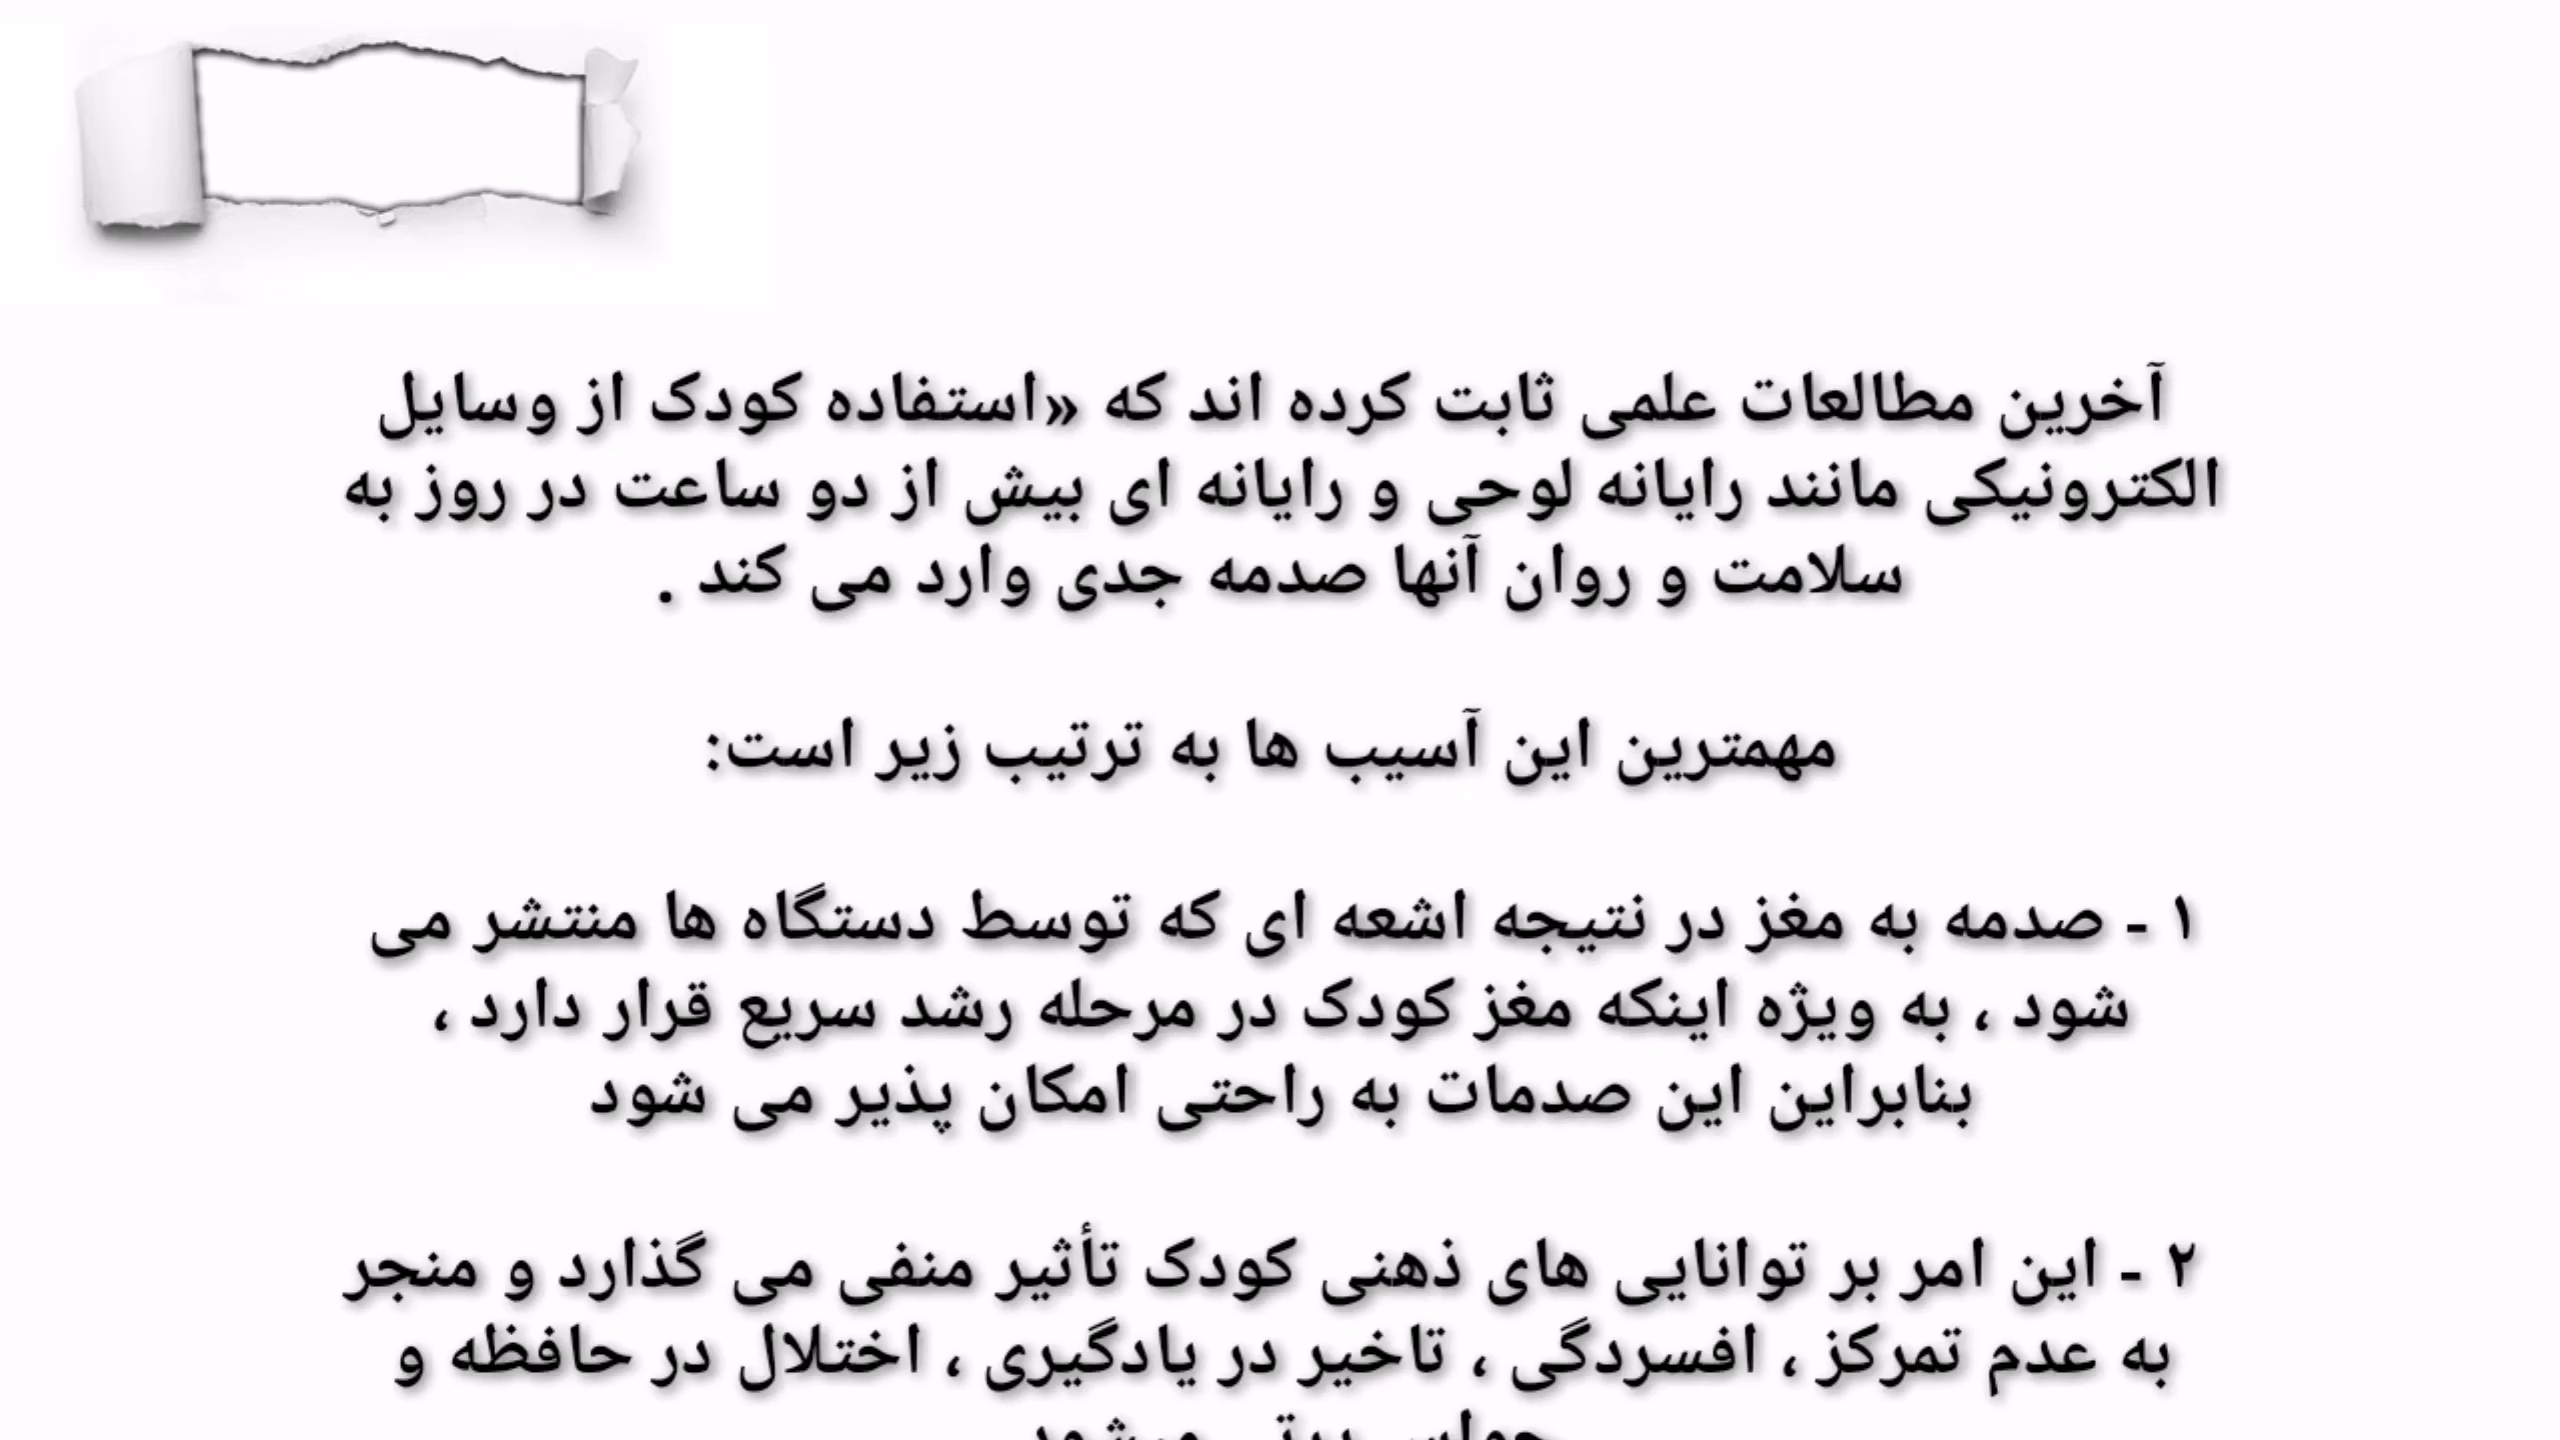 آخرین مطالعات علمی ثابت کرده اند که «استفاده کودک از وسایل
الکترونیکی مانند رایانه لوحی و رایانه ای بیش از دو ساعت در روز به
سلامت و روان آنها صدمه جدی وارد می کند .
مهمترین این آسیب ها به ترتیب زیر است:
۱ - صدمه به مغز در نتیجه اشعه ای که توسط دستگاه ها منتشر می
شود ، به ویژه اینکه مغز کودک در مرحله رشد سریع قرار دارد ،
بنابراین این صدمات به راحتی امکان پذیر می شود
۲ - این امر بر توانایی های ذهنی کودک تأثیر منفی می گذارد و منجر
به عدم تمرکز ، افسردگی ، تاخیر در یادگیری ، اختلال در حافظه و